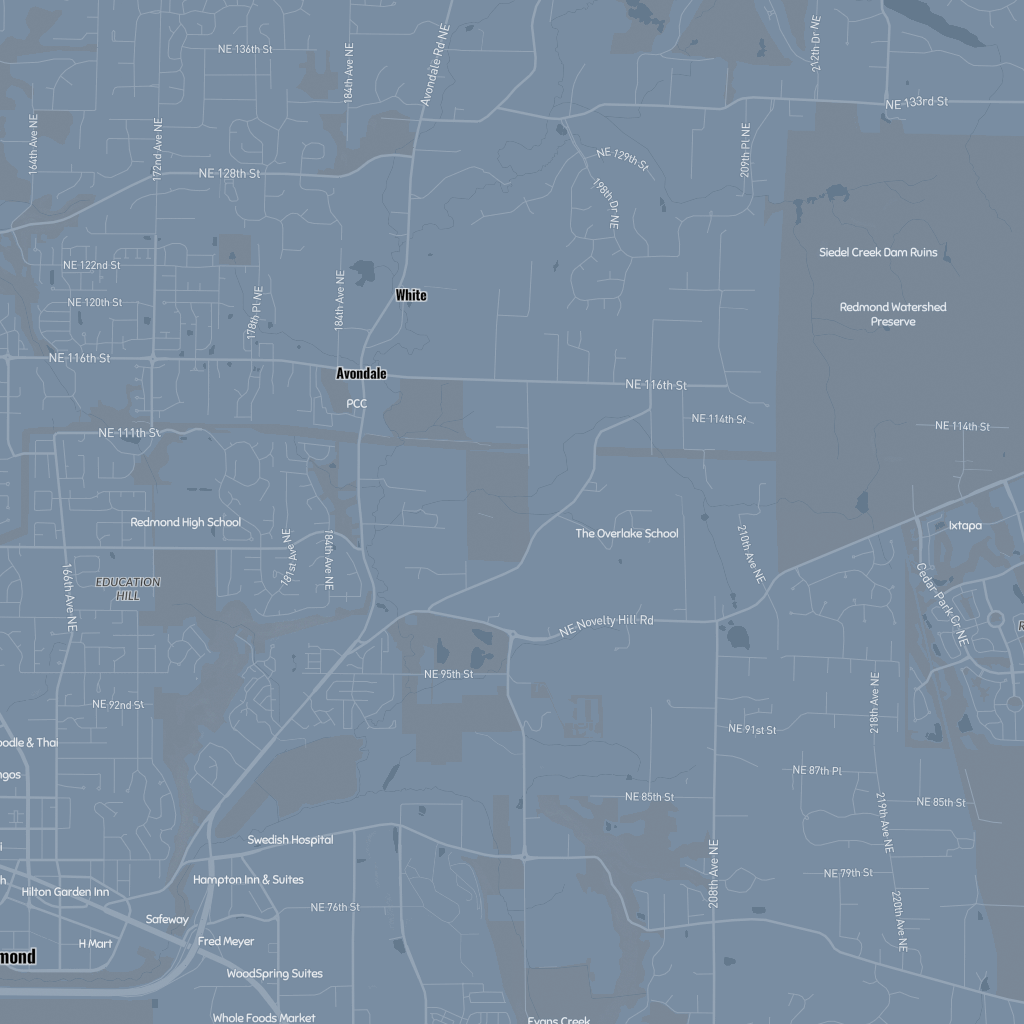 NE 136th St
184th Ave NE
Avondale Rd NE
212th Dr NE
NE 133rd St
164th Ave NE
172nd Ave NE
NE 128th St
NE 129th St
198th Dr NE
209th Pl NE
Siedel Creek Dam Ruins
NE 122nd St
NE 120th St
178th Pl NE
184th Ave NE
White
Redmond Watershed
Preserve
NE 116th St
Avondale
NE 116th St
PCC
NE 114th St
NE 114th St
NE 111th St
Redmond High School
The Overlake School
Ixtapa
181st Ave NE
184th Ave NE
210th Ave NE
EDUCATION
HILL
166th Ave NE
Cedar Park Cr NE
NE Novelty Hill Rd
NE 95th St
NE 92nd St
218th Ave NE
NE 91st St
oodle & Thai
ngos
NE 87th Pl
NE 85th St
NE 85th St
219th Ave NE
Swedish Hospital
208th Ave NE
NE 79th St
Hampton Inn & Suites
Hilton Garden Inn
NE 76th St
220th Ave NE
Safeway
Fred Meyer
H Mart
mond
WoodSpring Suites
Whole Foods Market
Evans Creek